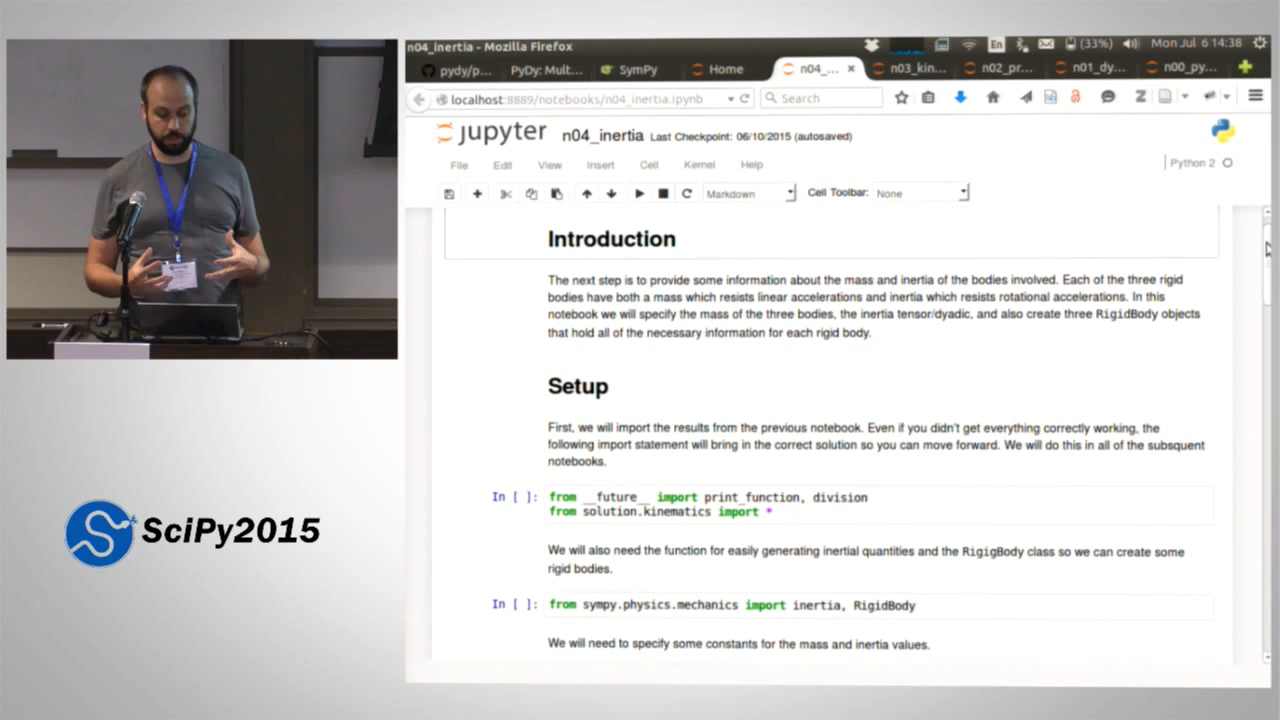 n04_inertia - Mozilla Firefox
En
(33%)
Mon Jul 6 14:38
pydy/p...
PyDy: Mult...
SymPy
Home
n04_...
n03_kin...
n02_pr...
n01_dy...
n00_py...
localhost:8889/notebooks/n04_inertia.ipynb
Search
jupyter n04_inertia Last Checkpoint: 06/10/2015 (autosaved)
File Edit View Insert Cell Kernel Help
Python 2
Markdown
Cell Toolbar: None
Introduction
The next step is to provide some information about the mass and inertia of the bodies involved. Each of the three rigid
bodies have both a mass which resists linear accelerations and inertia which resists rotational accelerations. In this
notebook we will specify the mass of the three bodies, the inertia tensor/dyadic, and also create three RigidBody objects
that hold all of the necessary information for each rigid body.
Setup
First, we will import the results from the previous notebook. Even if you didn't get everything correctly working, the
following import statement will bring in the correct solution so you can move forward. We will do this in all of the subsquent
notebooks.
In [ ]: from __future__ import print_function, division
from solution.kinematics import *
We will also need the function for easily generating inertial quantities and the RigigBody class so we can create some
rigid bodies.
In [ ]: from sympy.physics.mechanics import inertia, RigidBody
We will need to specify some constants for the mass and inertia values.
SciPy2015